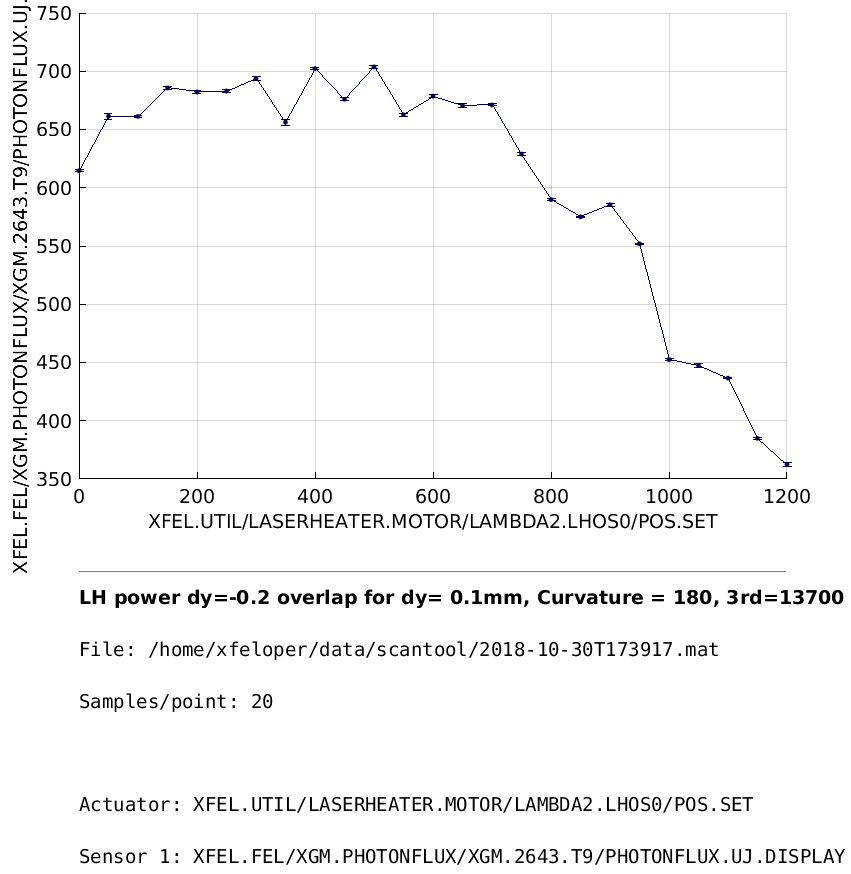 750
700
650
600
550
500
450
400
350
XFEL.FEL/XGM.PHOTONFLUX/XGM.2643.T9/PHOTONFLUX.UJ.
0 200 400 600 800 1000 1200
XFEL.UTIL/LASERHEATER.MOTOR/LAMBDA2.LHOS0/POS.SET
LH power dy=-0.2 overlap for dy= 0.1mm, Curvature = 180, 3rd=13700
File: /home/xfeloper/data/scantool/2018-10-30T173917.mat
Samples/point: 20
Actuator: XFEL.UTIL/LASERHEATER.MOTOR/LAMBDA2.LHOS0/POS.SET
Sensor 1: XFEL.FEL/XGM.PHOTONFLUX/XGM.2643.T9/PHOTONFLUX.UJ.DISPLAY